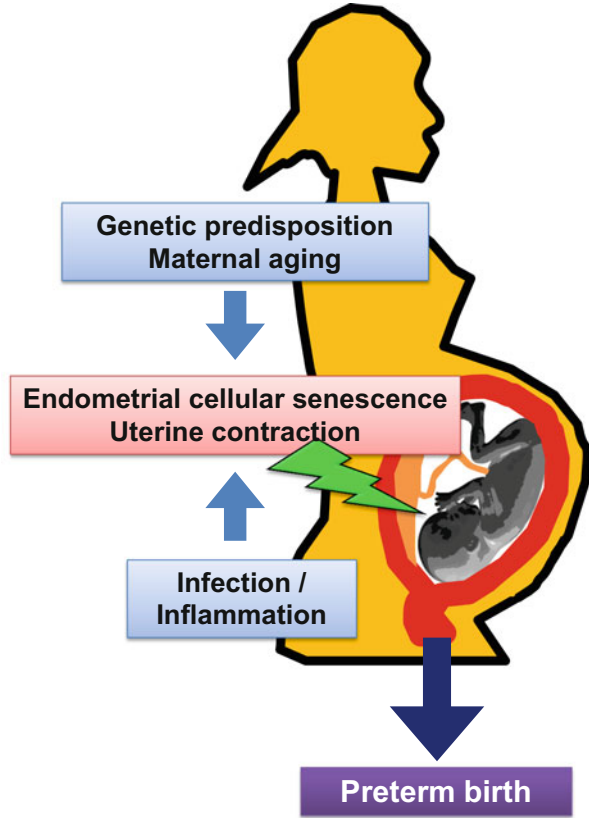 Genetic predisposition
Maternal aging
Endometrial cellular senescence
Uterine contraction
Infection /
Inflammation
Preterm birth